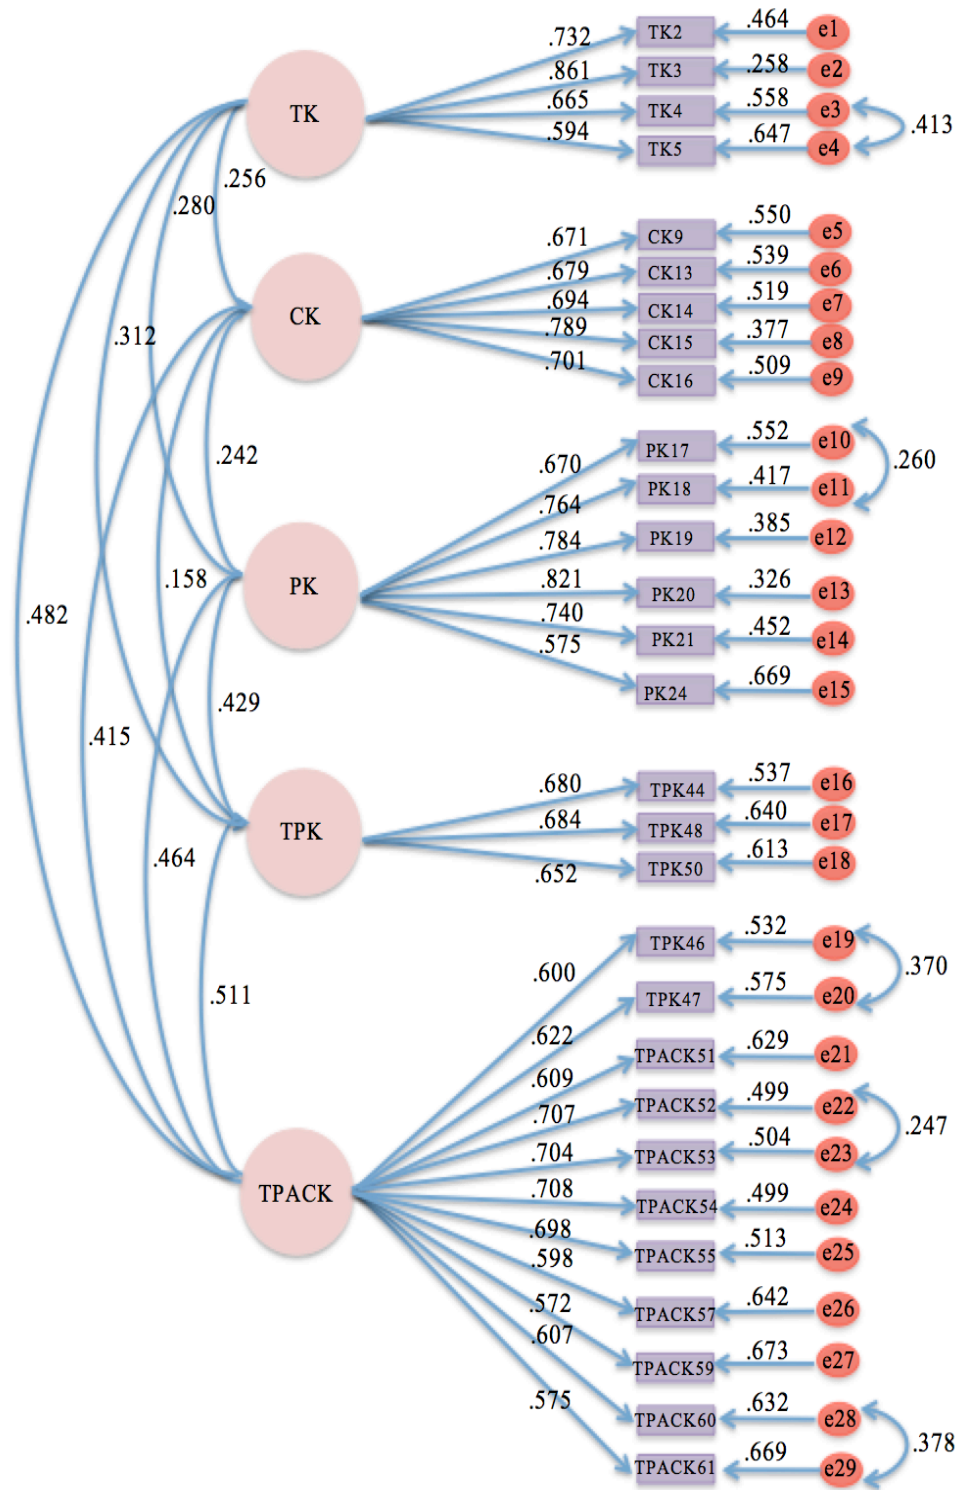 TK
.732 TK2 .464 e1
.861 TK3 .258 e2
.665 TK4 .558 e3
.594 TK5 .647 e4
.413
.256
.280
.312
.482
CK
.671 CK9 .550 e5
.679 CK13 .539 e6
.694 CK14 .519 e7
.789 CK15 .377 e8
.701 CK16 .509 e9
.242
.158
.415
PK
.670 PK17 .552 e10
.764 PK18 .417 e11
.784 PK19 .385 e12
.821 PK20 .326 e13
.740 PK21 .452 e14
.575 PK24 .669 e15
.260
.429
.464
TPK
.680 TPK44 .537 e16
.684 TPK48 .640 e17
.652 TPK50 .613 e18
.511
TPACK
.600 TPK46 .532 e19
.622 TPK47 .575 e20
.370
.609 TPACK51 .629 e21
.707 TPACK52 .499 e22
.704 TPACK53 .504 e23
.247
.708 TPACK54 .499 e24
.698 TPACK55 .513 e25
.598 TPACK57 .642 e26
.572 TPACK59 .673 e27
.607 TPACK60 .632 e28
.575 TPACK61 .669 e29
.378